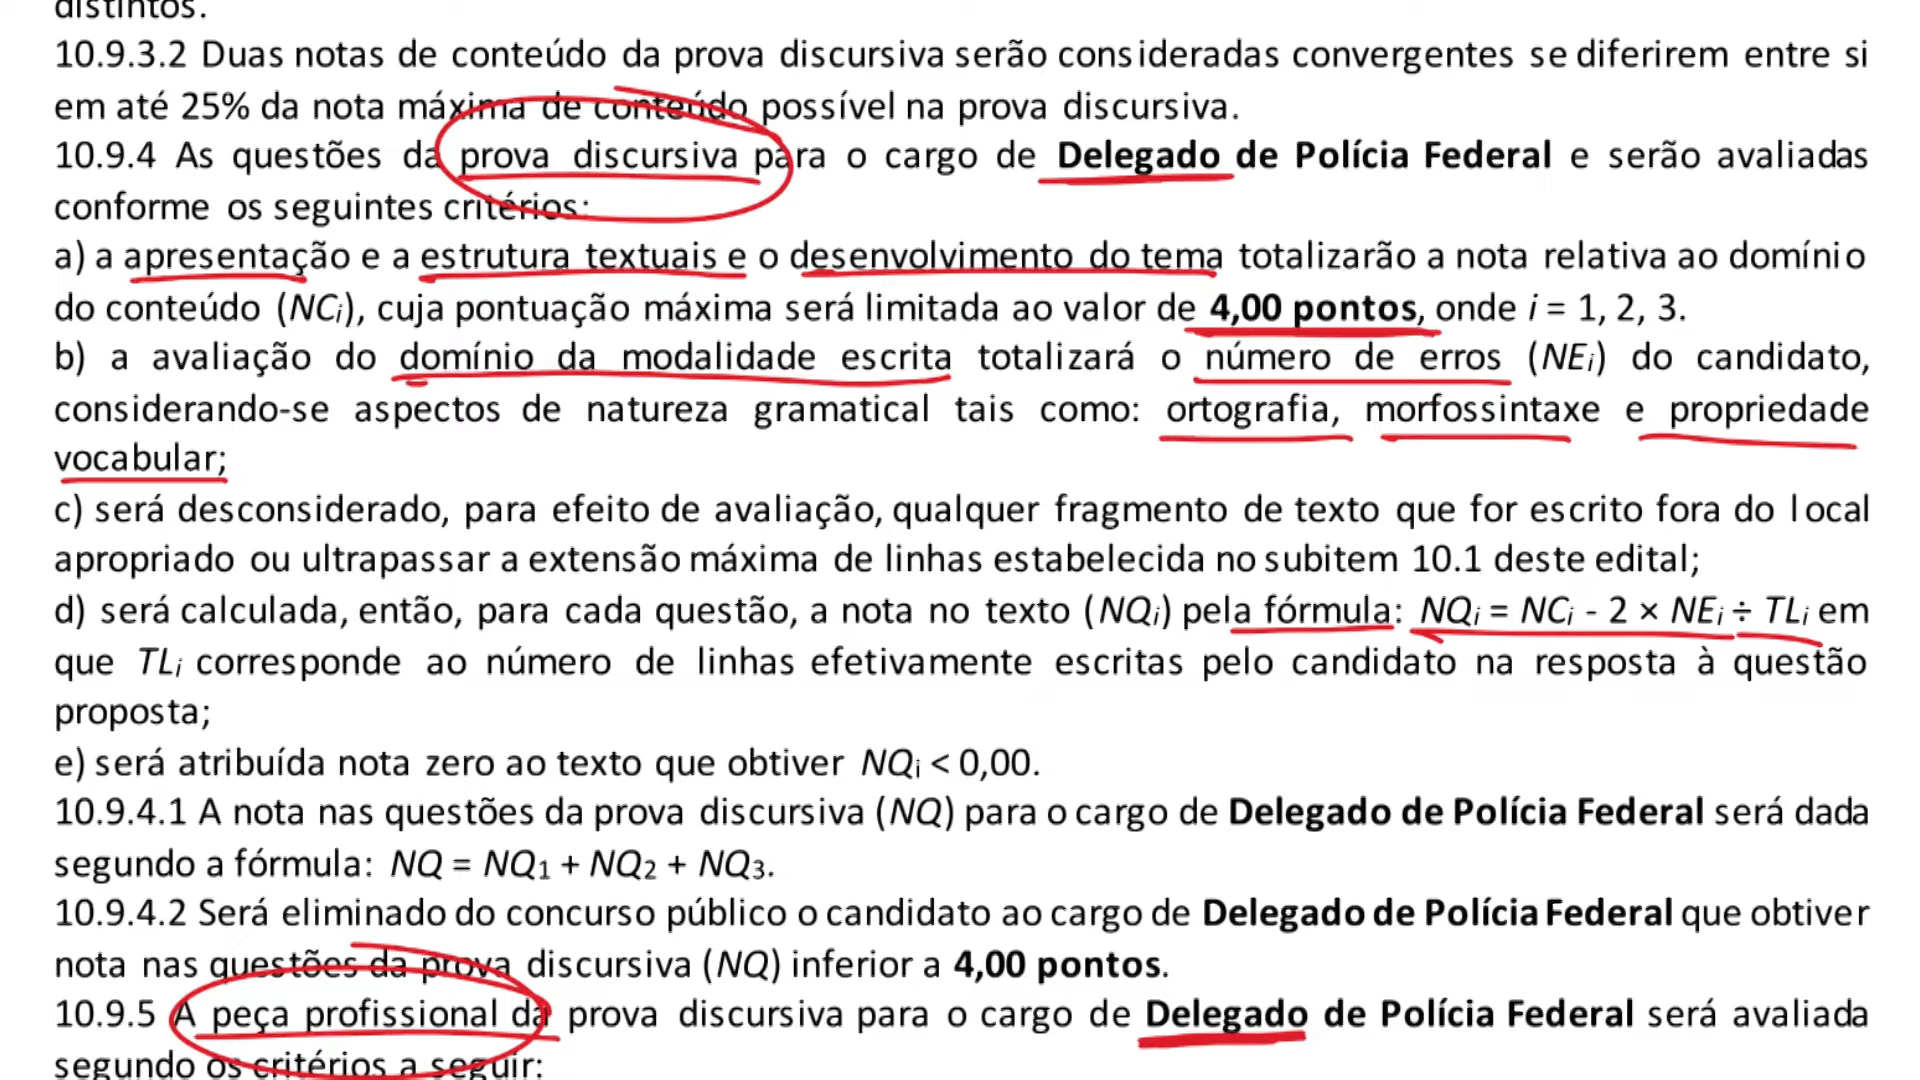 distintos.
10.9.3.2 Duas notas de conteúdo da prova discursiva serão consideradas convergentes se diferirem entre si
em até 25% da nota máxima de conteúdo possível na prova discursiva.
10.9.4 As questões da prova discursiva para o cargo de Delegado de Polícia Federal e serão avaliadas
conforme os seguintes critérios:
a) a apresentação e a estrutura textuais e o desenvolvimento do tema totalizarão a nota relativa ao domínio
do conteúdo (NCi), cuja pontuação máxima será limitada ao valor de 4,00 pontos, onde i = 1, 2, 3.
b) a avaliação do domínio da modalidade escrita totalizará o número de erros (NEi) do candidato,
considerando-se aspectos de natureza gramatical tais como: ortografia, morfossintaxe e propriedade
vocabular;
c) será desconsiderado, para efeito de avaliação, qualquer fragmento de texto que for escrito fora do local
apropriado ou ultrapassar a extensão máxima de linhas estabelecida no subitem 10.1 deste edital;
d) será calculada, então, para cada questão, a nota no texto (NQi) pela fórmula: NQi = NCi - 2 × NEi ÷ TLi em
que TLi corresponde ao número de linhas efetivamente escritas pelo candidato na resposta à questão
proposta;
e) será atribuída nota zero ao texto que obtiver NQi < 0,00.
10.9.4.1 A nota nas questões da prova discursiva (NQ) para o cargo de Delegado de Polícia Federal será dada
segundo a fórmula: NQ = NQ1 + NQ2 + NQ3.
10.9.4.2 Será eliminado do concurso público o candidato ao cargo de Delegado de Polícia Federal que obtiver
nota nas questões da prova discursiva (NQ) inferior a 4,00 pontos.
10.9.5 A peça profissional da prova discursiva para o cargo de Delegado de Polícia Federal será avaliada
segundo os critérios a seguir: